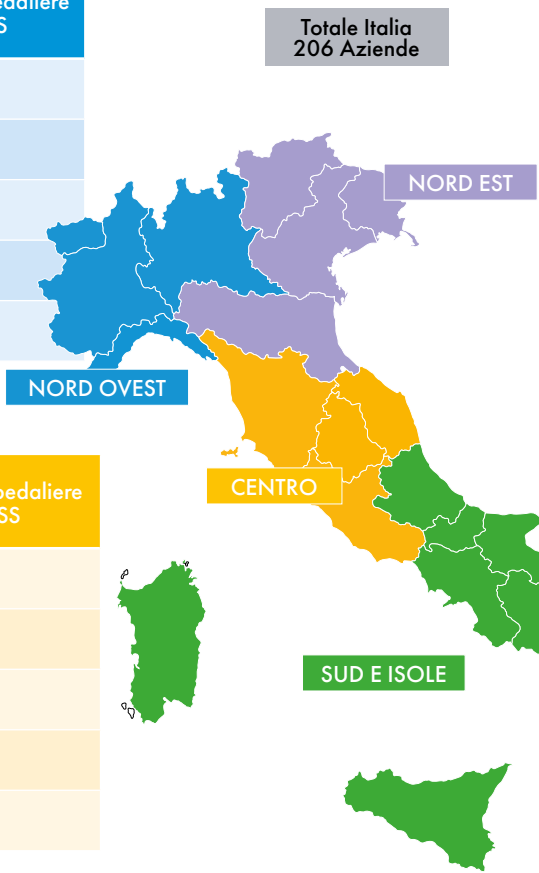 Totale Italia
206 Aziende
NORD EST
NORD OVEST
CENTRO
SUD E ISOLE